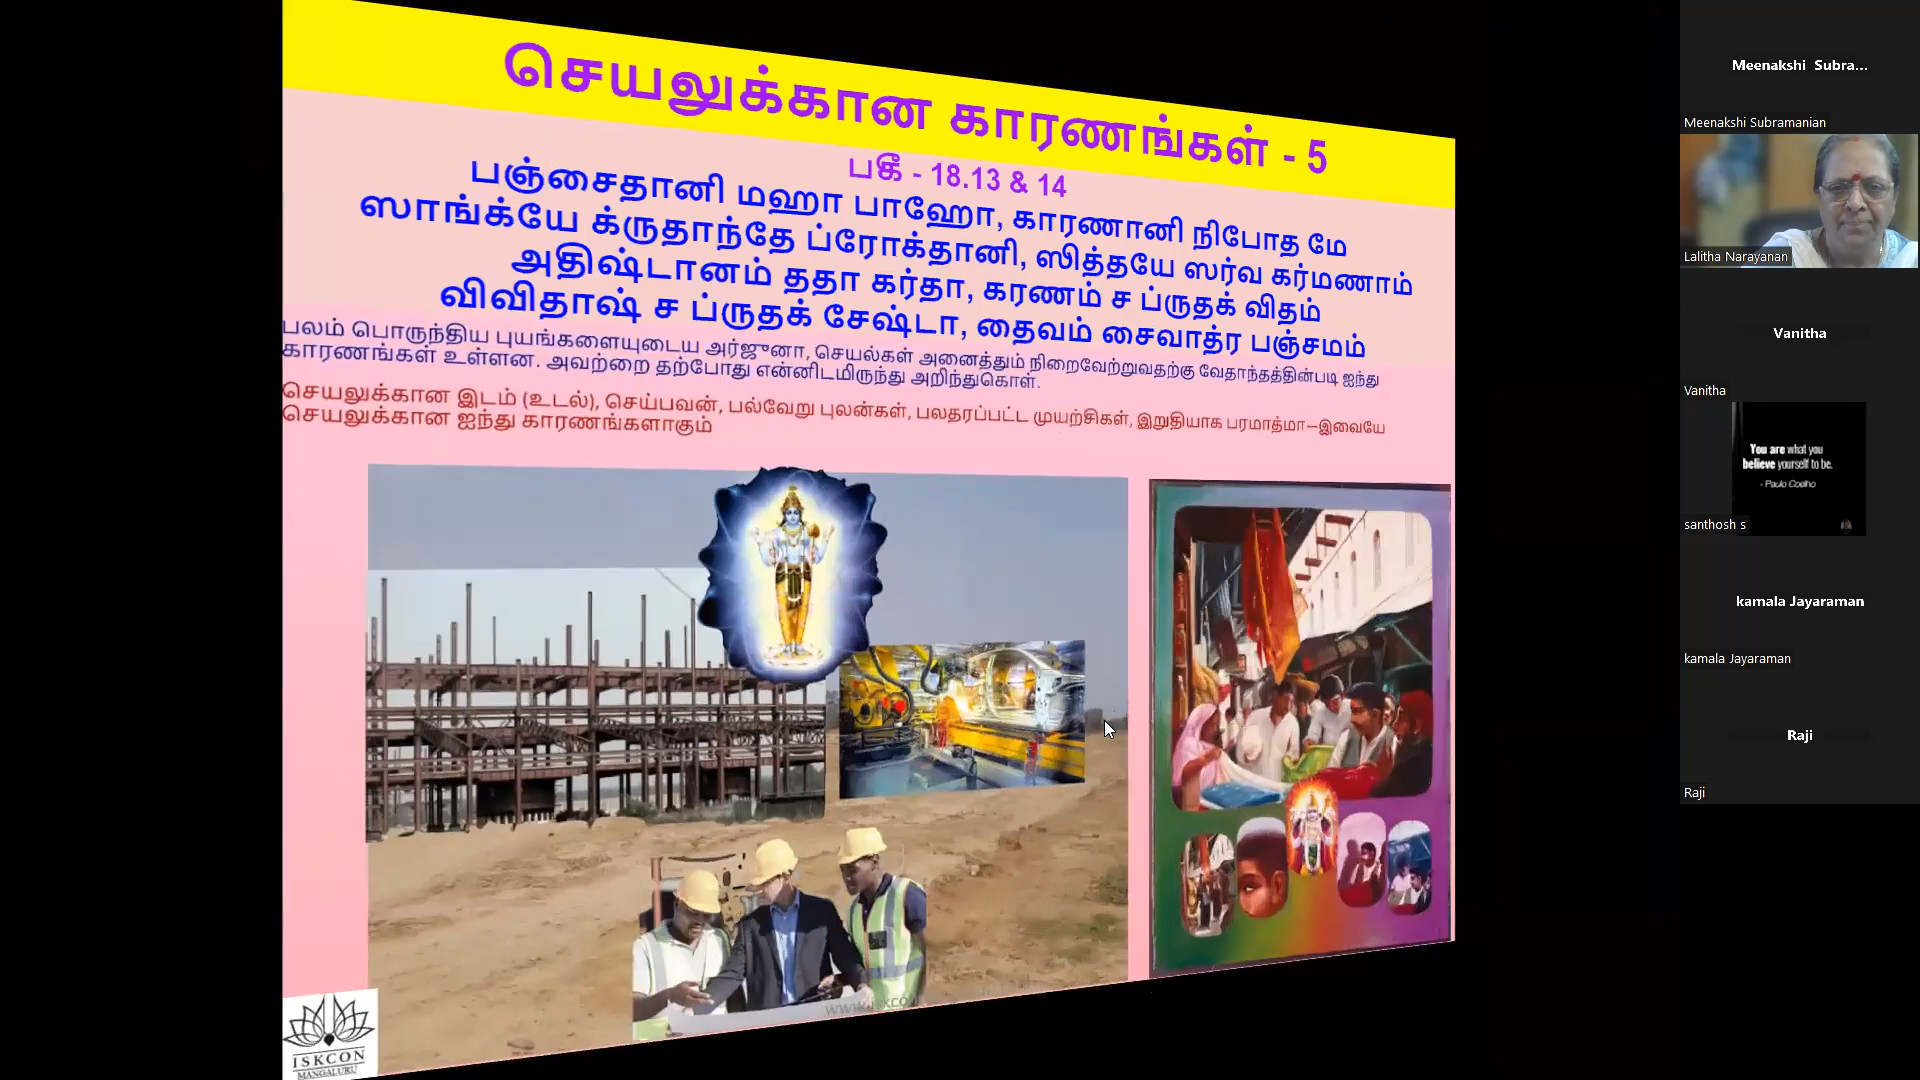 செயலுக்கான காரணங்கள் - 5
பகீ - 18.13 & 14
பஞ்சைதானி மஹா பாஹோ, காரணானி நிபோத மே
ஸாங்க்யே க்ருதாந்தே ப்ரோக்தானி, ஸித்தயே ஸர்வ கர்மணாம்
அதிஷ்டானம் ததா கர்தா, கரணம் ச ப்ருதக் விதம்
விவிதாஷ் ச ப்ருதக் சேஷ்டா, தைவம் சைவாத்ர பஞ்சமம்
பலம் பொருந்திய புயங்களையுடைய அர்ஜுனா, செயல்கள் அனைத்தும் நிறைவேற்றுவதற்கு வேதாந்தத்தின்படி ஐந்து
காரணங்கள் உள்ளன. அவற்றை தற்போது என்னிடமிருந்து அறிந்துகொள்.
செயலுக்கான இடம் (உடல்), செய்பவன், பல்வேறு புலன்கள், பலதரப்பட்ட முயற்சிகள், இறுதியாக பரமாத்மா—இவையே
செயலுக்கான ஐந்து காரணங்களாகும்
ISKCON
MANGALURU
Meenakshi Subra...
Meenakshi Subramanian
Lalitha Narayanan
Vanitha
Vanitha
You are what you
believe yourself to be.
- Paulo Coelho
santhosh s
kamala Jayaraman
kamala Jayaraman
Raji
Raji